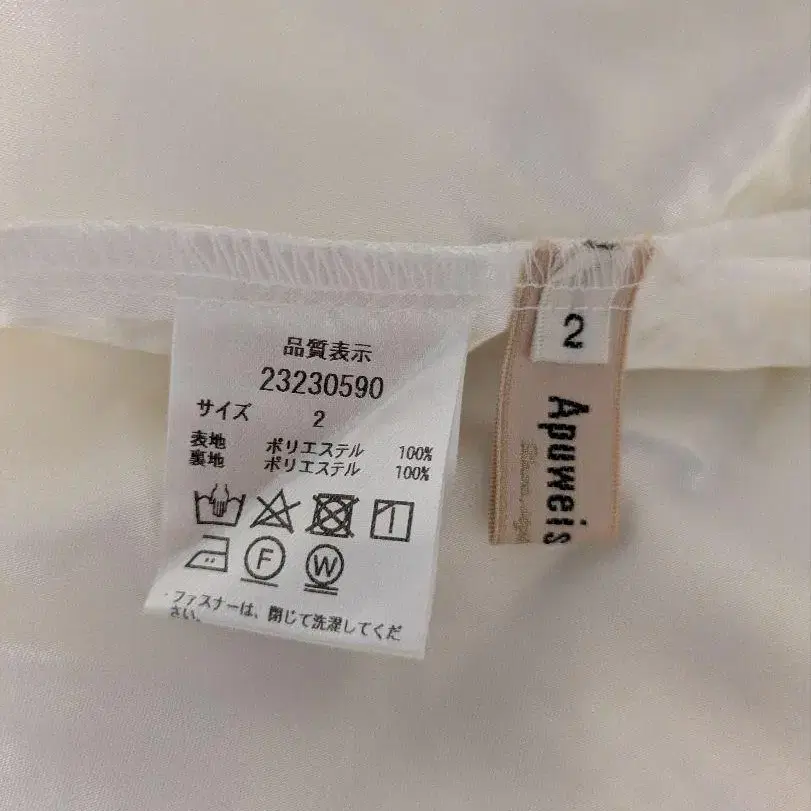 品質表示
23230590
サイズ 2
表地 ポリエステル 100%
裏地 ポリエステル 100%
F W
・ファスナーは、閉じて洗濯してくだ
さい。
2
Apuweis